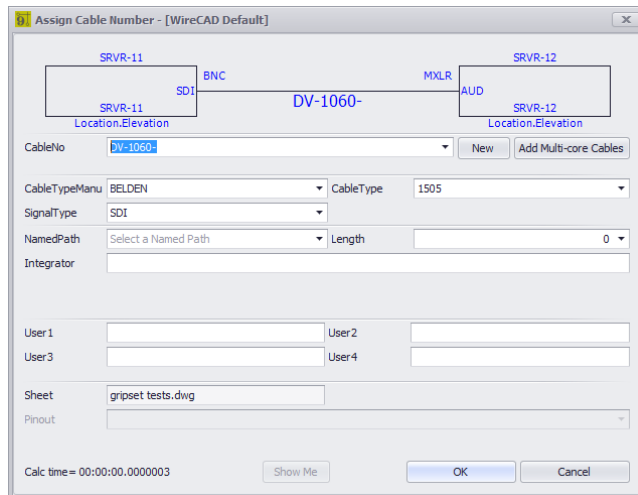 Assign Cable Number - [WireCAD Default]
SRVR-11 SRVR-12
BNC MXLR
SDI DV-1060- AUD
SRVR-11 SRVR-12
Location.Elevation Location.Elevation
CableNo DV-1060- New Add Multi-core Cables
CableTypeManu BELDEN CableType 1505
SignalType SDI
NamedPath Select a Named Path Length 0
Integrator
User1 User2
User3 User4
Sheet gripset tests.dwg
Pinout
Calc time= 00:00:00.0000003 Show Me OK Cancel